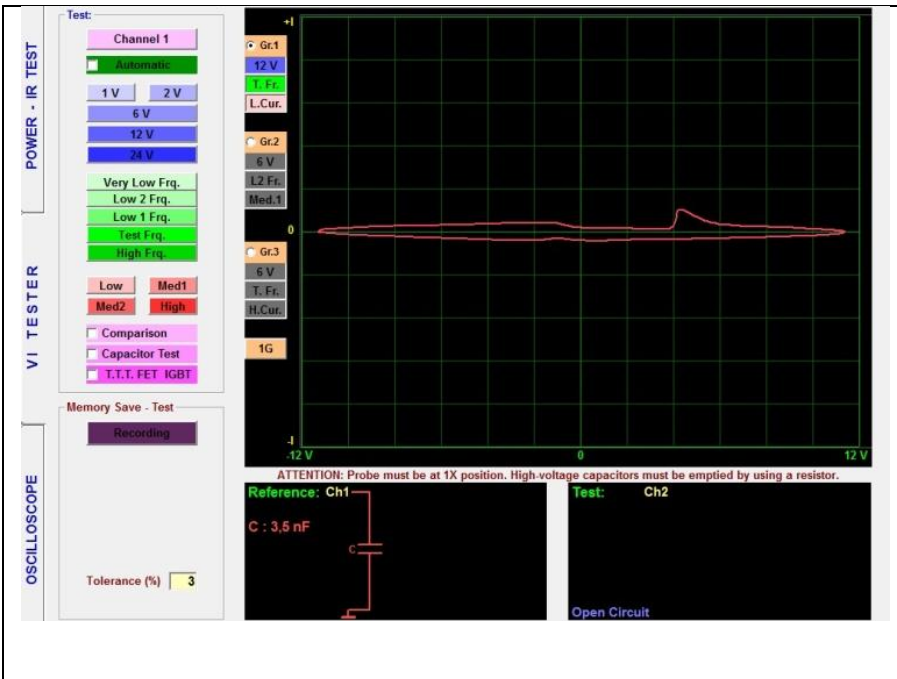 POWER - IR TEST
VI TESTER
OSCILLOSCOPE
Test:
Channel 1
Automatic
1 V
2 V
6 V
12 V
24 V
Very Low Frq.
Low 2 Frq.
Low 1 Frq.
Test Frq.
High Frq.
Low
Med1
Med2
High
Comparison
Capacitor Test
T.T.T. FET IGBT
Memory Save - Test
Recording
Tolerance (%) 3
Gr.1
12 V
T. Fr.
L.Cur.
Gr.2
6 V
L2 Fr.
Med.1
Gr.3
6 V
T. Fr.
H.Cur.
1G
+I
0
-I
-12 V
0
12 V
ATTENTION: Probe must be at 1X position. High-voltage capacitors must be emptied by using a resistor.
Reference: Ch1
C : 3,5 nF
C
Test: Ch2
Open Circuit